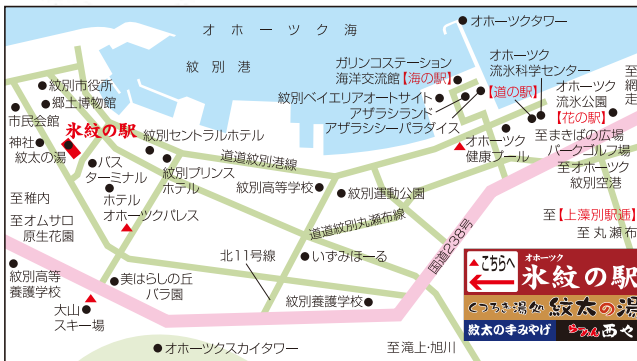 オホーツク海
オホーツクタワー
紋別港
ガリンコステーション
海洋交流館【海の駅】
オホーツク
流氷科学センター
【道の駅】
至網走
紋別ベイエリアオートサイト
アザラシランド
アザラシシーパラダイス
オホーツク
流氷公園
【花の駅】
紋別市役所
郷土博物館
市民会館
氷紋の駅
神社
紋太の湯
紋別セントラルホテル
オホーツク
健康プール
至まきばの広場
パークゴルフ場
至オホーツク
紋別空港
バス
ターミナル
紋別プリンス
ホテル
道道紋別港線
紋別高等学校
紋別運動公園
至稚内
至オムサロ
原生花園
ホテル
オホーツクパレス
道道紋別丸瀬布線
国道238号
至【上藻別駅逓】
至丸瀬布
北11号線
いずみほーる
紋別高等
養護学校
美はらしの丘
バラ園
大山
スキー場
紋別養護学校
オホーツクスカイタワー
至滝上・旭川
こちらへ
オホーツク
氷紋の駅
くつろぎ湯処 紋太の湯
紋太の手みやげ
らーめん 西や